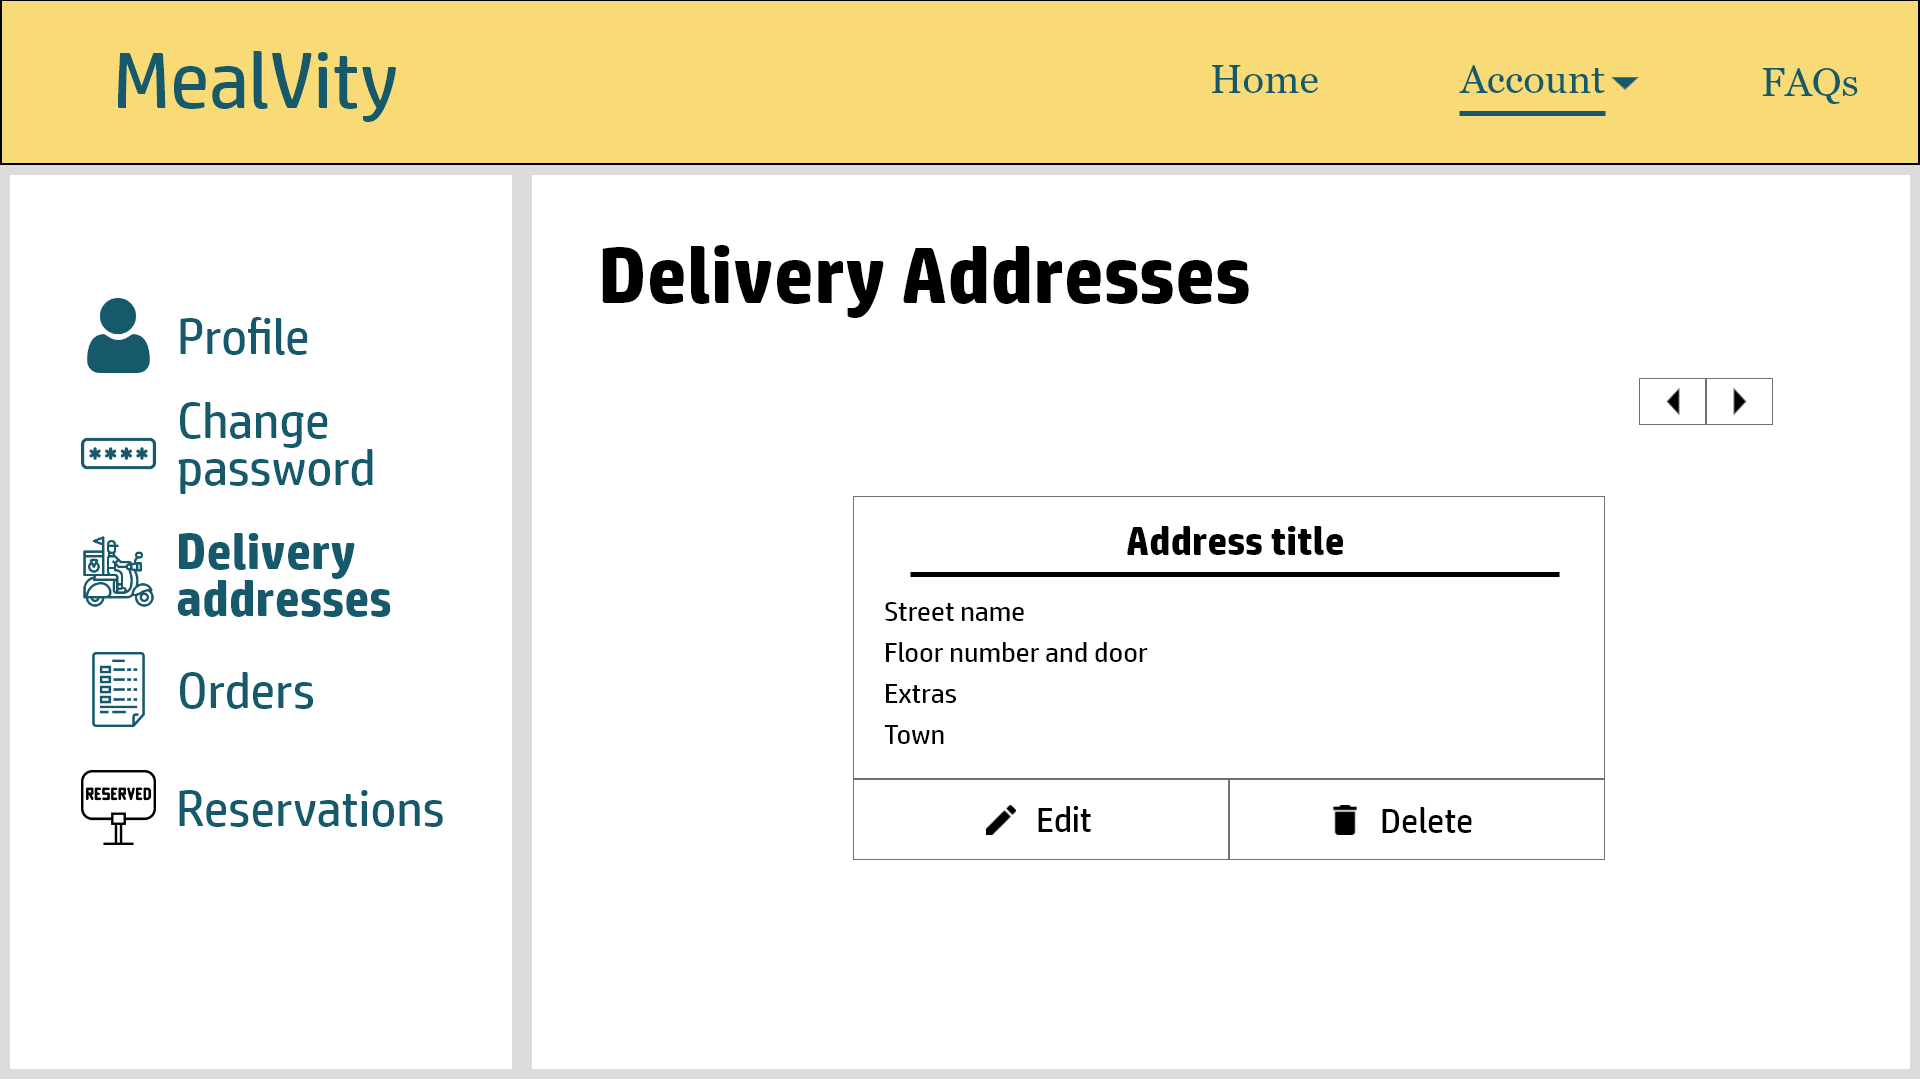 MealVity
Home
Account
FAQs
Profile
Change
password
Delivery
addresses
Orders
RESERVED
Reservations
Delivery Addresses
Address title
Street name
Floor number and door
Extras
Town
Edit
Delete